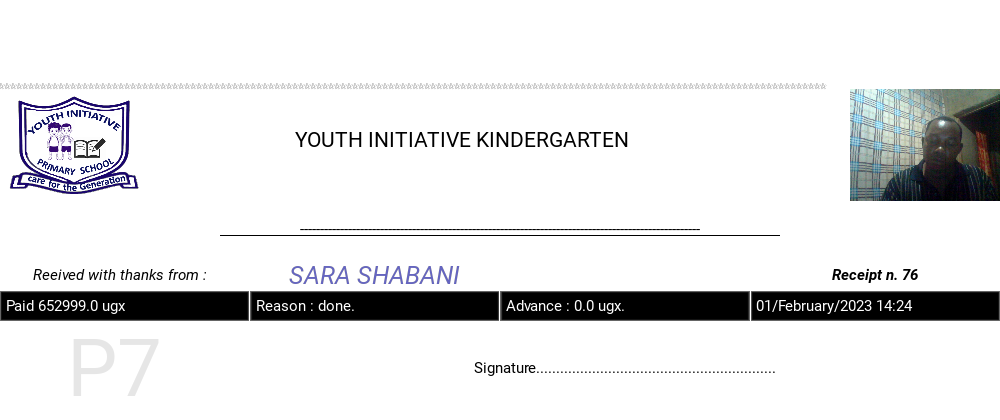 YOUTH INITIATIVE
PRIMARY SCHOOL
care for the Generation
YOUTH INITIATIVE KINDERGARTEN
Reeived with thanks from :
SARA SHABANI
Receipt n. 76
Paid 652999.0 ugx
Reason : done.
Advance : 0.0 ugx.
01/February/2023 14:24
P7
Signature............................................................